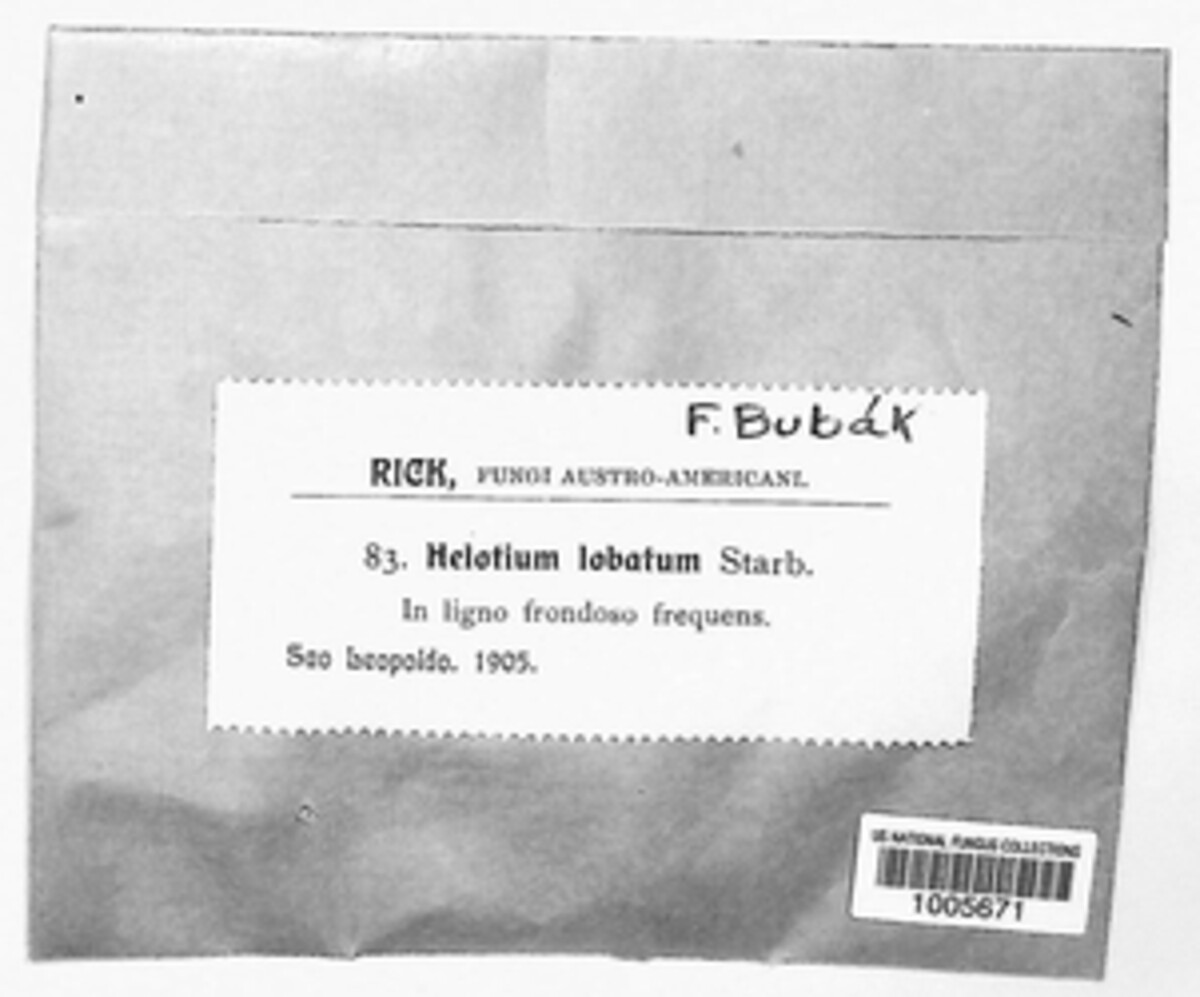 F. Bubák
RICK, FUNGI AUSTRO-AMERICANI.
83. Helotium lobatum Starb.
In ligno frondoso frequens.
Sao Leopoldo. 1905.
US NATIONAL FUNGUS COLLECTIONS
1005671